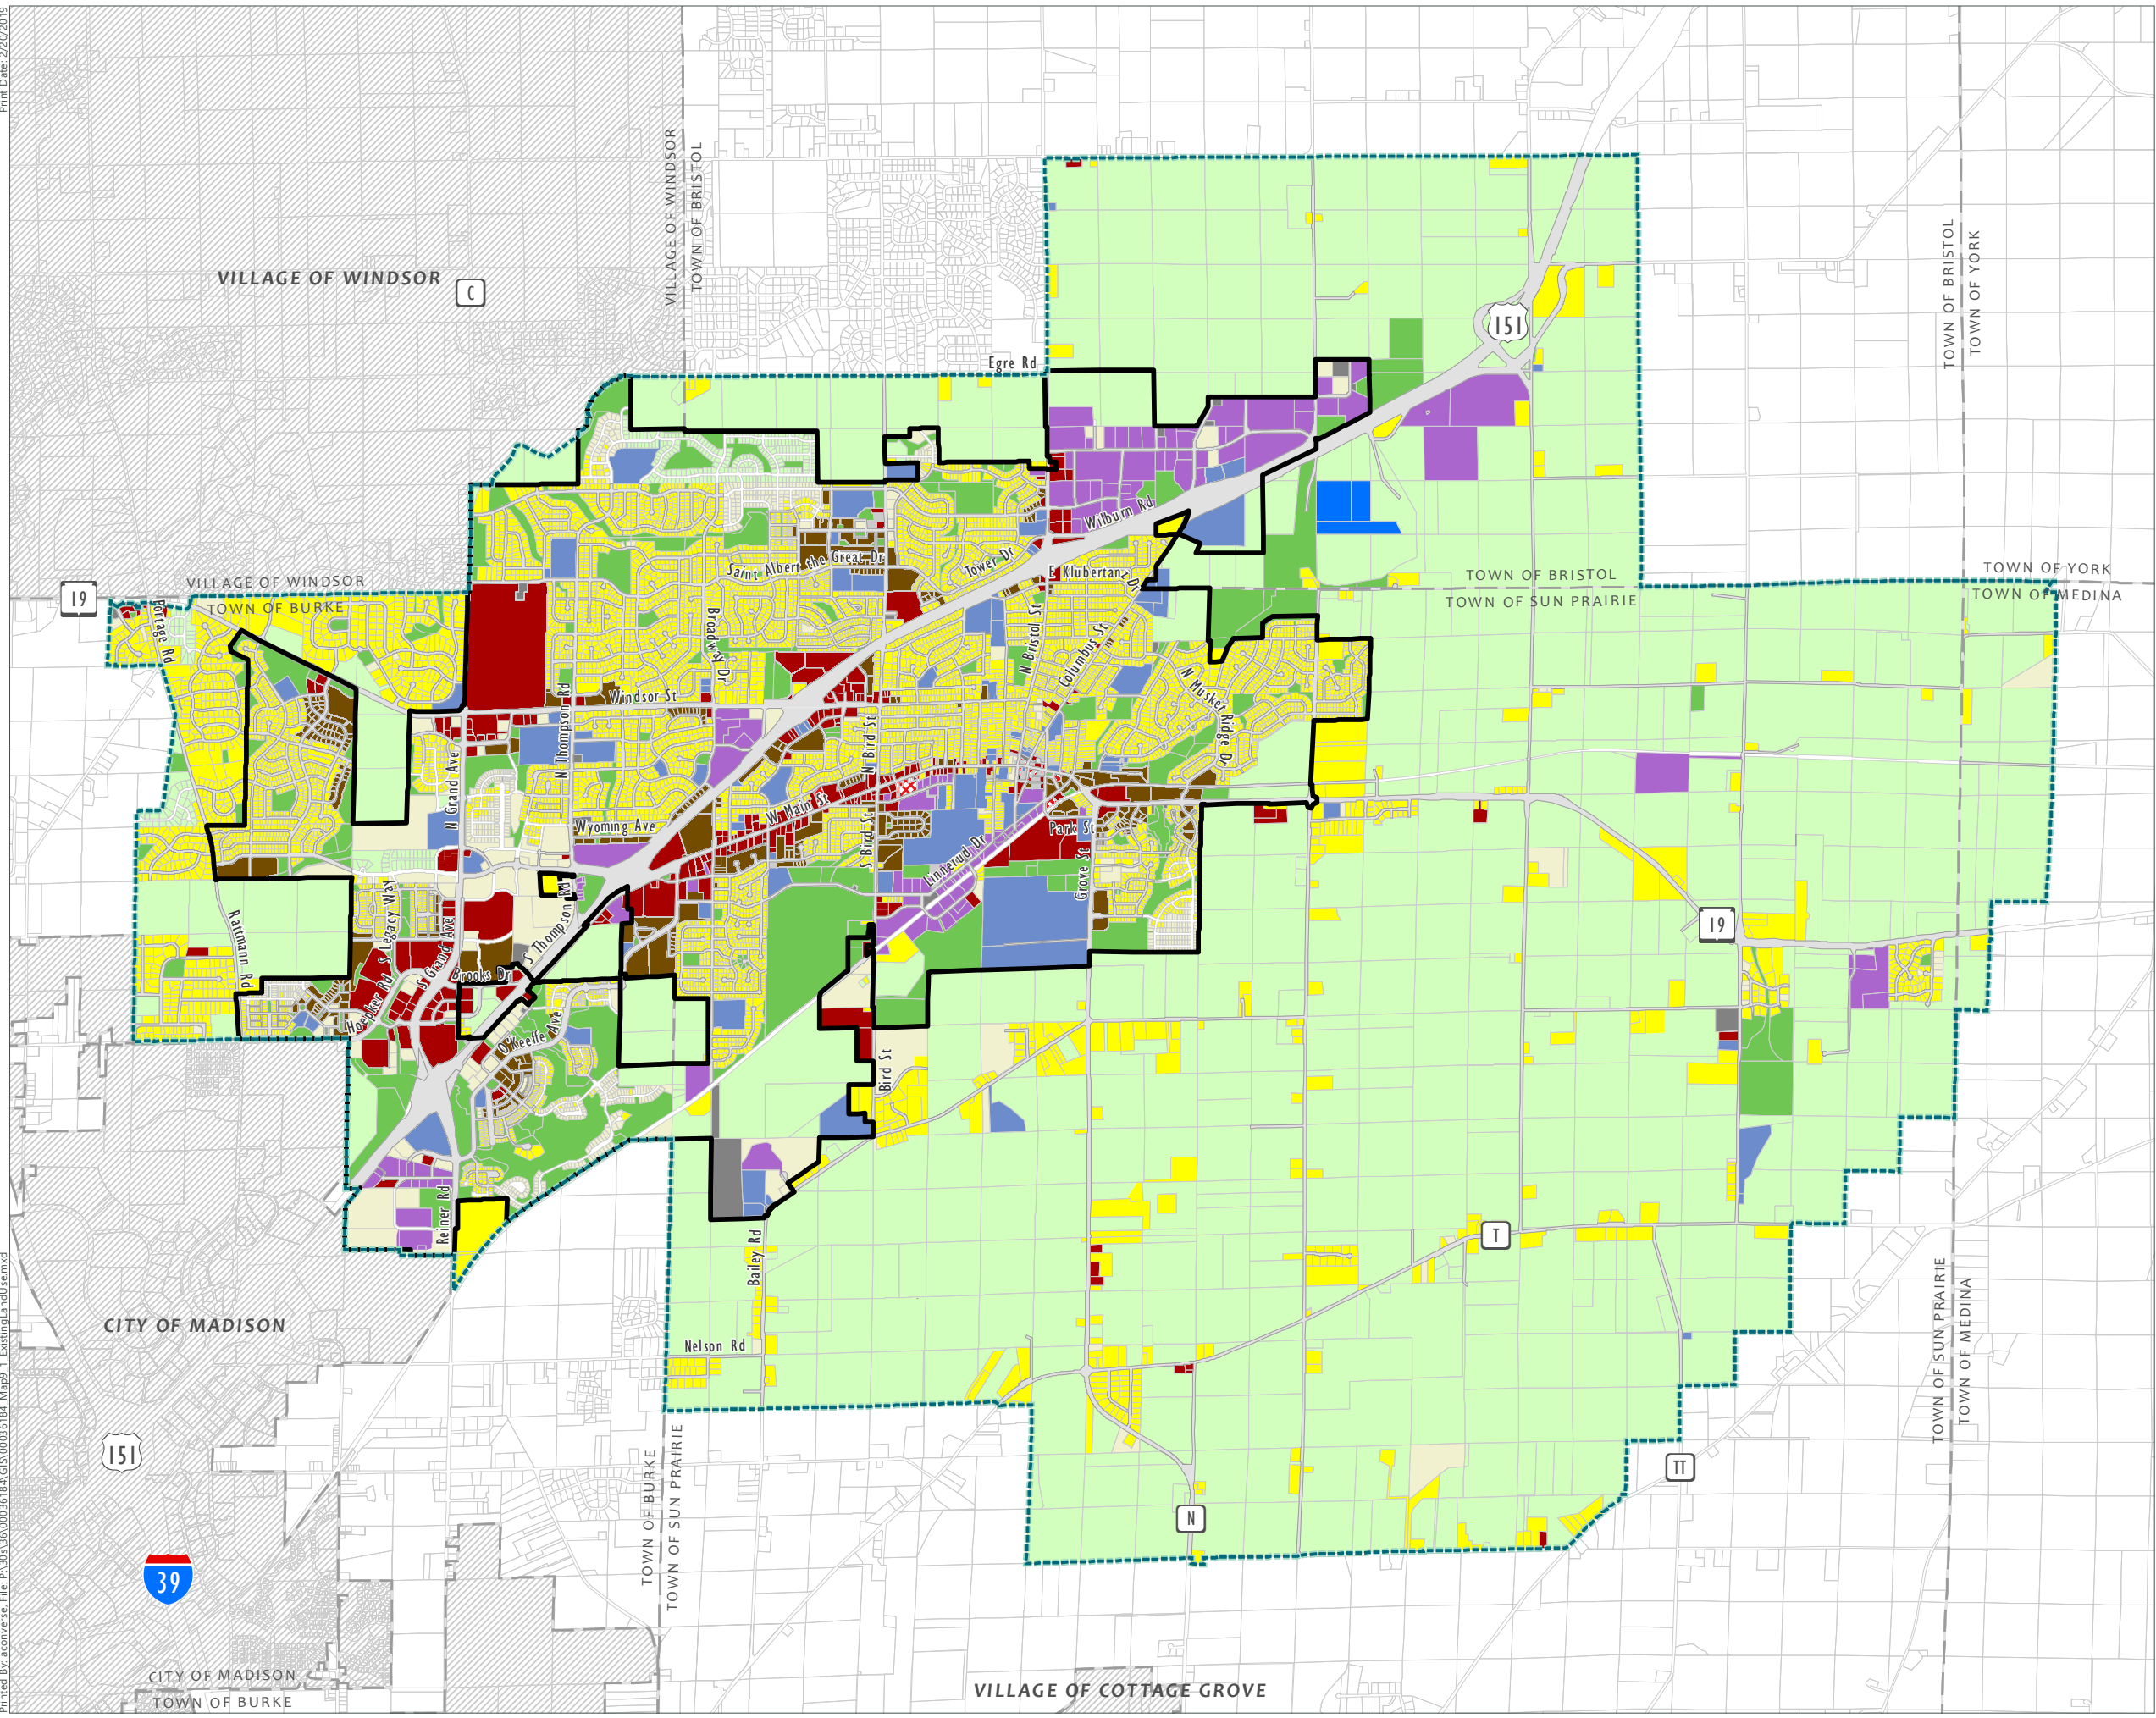 Print Date: 2/20/2019
VILLAGE OF WINDSOR
TOWN OF BRISTOL
TOWN OF BRISTOL
TOWN OF YORK
VILLAGE OF WINDSOR
C
151
Egre Rd
Wilburn Rd
Tower Dr
Saint Albert the Great Dr
E Klubertanz Dr
VILLAGE OF WINDSOR
TOWN OF BURKE
19
TOWN OF BRISTOL
TOWN OF SUN PRAIRIE
TOWN OF YORK
TOWN OF MEDINA
Portage Rd
Broadway Dr
N Bristol St
Columbus St
N Musket Ridge Dr
Windsor St
N Thompson Rd
N Bird St
N Grand Ave
W Main St
Wyoming Ave
S Bird St
Park St
Linnerud Dr
Grove St
Rattmann Rd
S Legacy Way
S Grand Ave
S Thompson Rd
19
Brooks Dr
Hoepker Rd
O'Keeffe Ave
Bird St
Reiner Rd
Bailey Rd
T
Nelson Rd
CITY OF MADISON
151
TOWN OF BURKE
TOWN OF SUN PRAIRIE
TOWN OF SUN PRAIRIE
TOWN OF MEDINA
TT
N
39
CITY OF MADISON
TOWN OF BURKE
VILLAGE OF COTTAGE GROVE